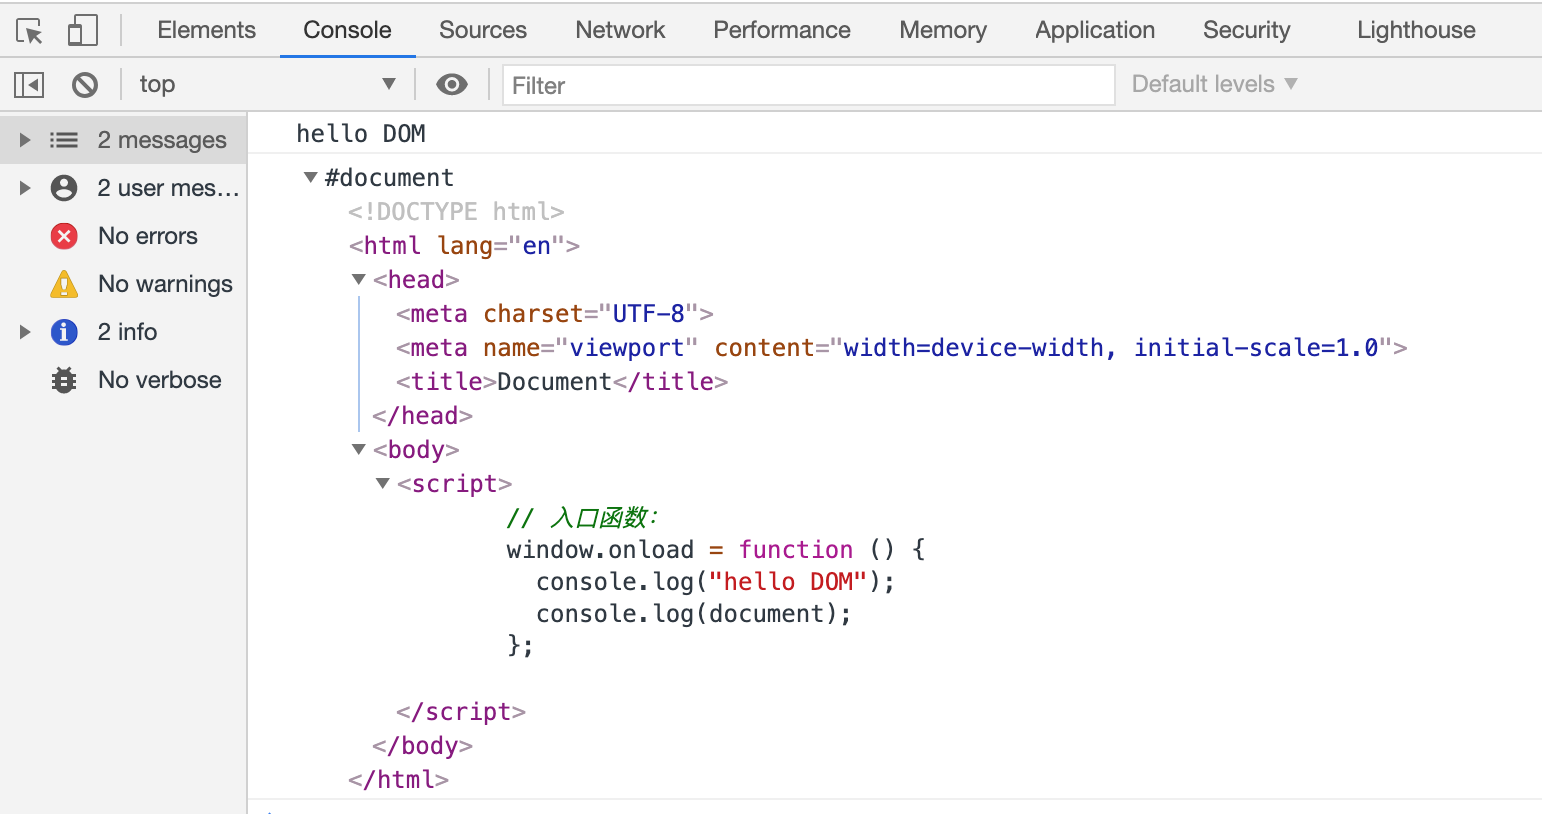 Elements Console Sources Network Performance Memory Application Security Lighthouse
top Filter Default levels
2 messages
2 user mes...
No errors
No warnings
2 info
No verbose
hello DOM
#document
<!DOCTYPE html>
<html lang="en">
<head>
<meta charset="UTF-8">
<meta name="viewport" content="width=device-width, initial-scale=1.0">
<title>Document</title>
</head>
<body>
<script>
// 入口函数：
window.onload = function () {
console.log("hello DOM");
console.log(document);
};
</script>
</body>
</html>